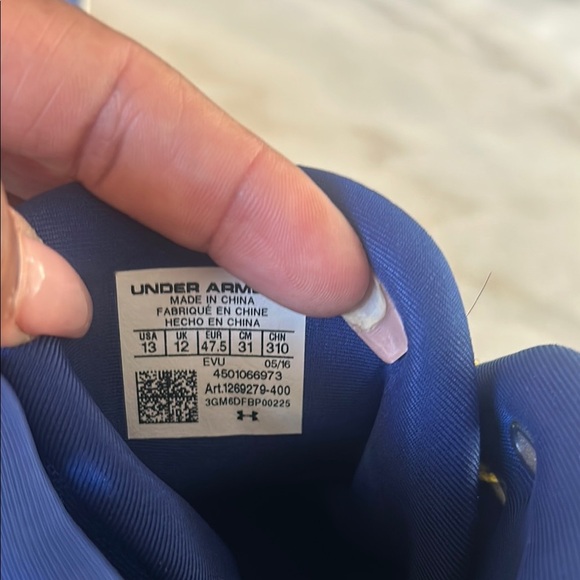 UNDER
MADE IN CHINA
FABRIQUÉ EN CHINE
HECHO EN CHINA
USA UK EUR CM CHN
13 12 47.5 31 310
EVU 05/16
4501066973
Art.1269279-400
3GM6DFBP00225